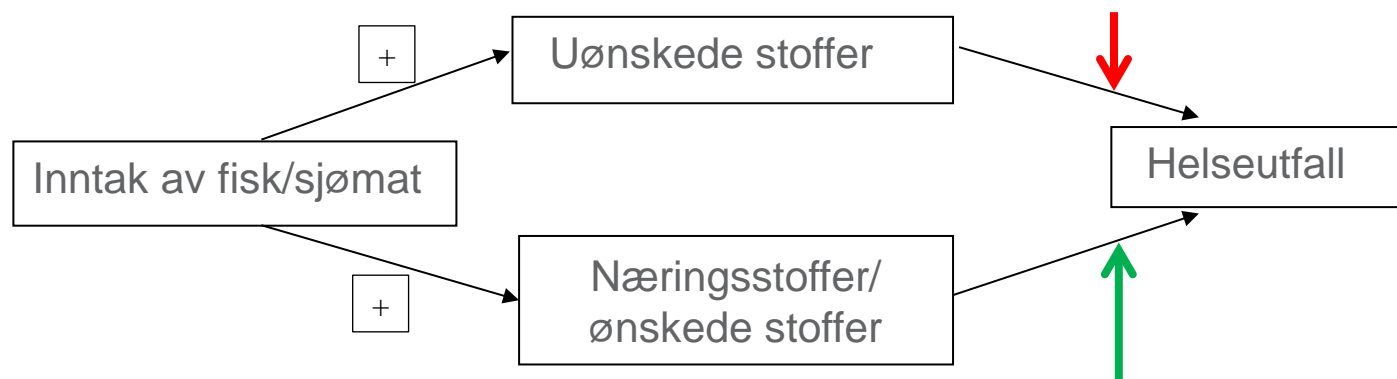 +
Uønskede stoffer
Inntak av fisk/sjømat
Helseutfall
Næringsstoffer/
ønskede stoffer
+